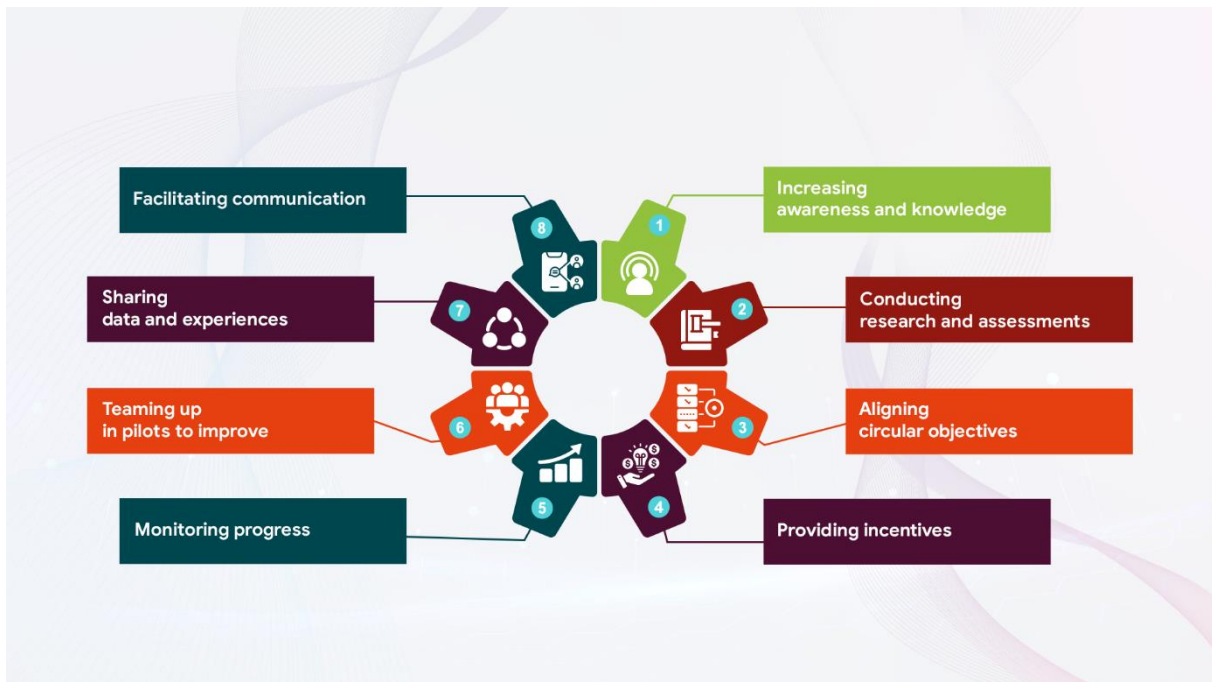 1
Increasing
awareness and knowledge
2
Conducting
research and assessments
3
Aligning
circular objectives
4
Providing incentives
5
Monitoring progress
6
Teaming up
in pilots to improve
7
Sharing
data and experiences
8
Facilitating communication